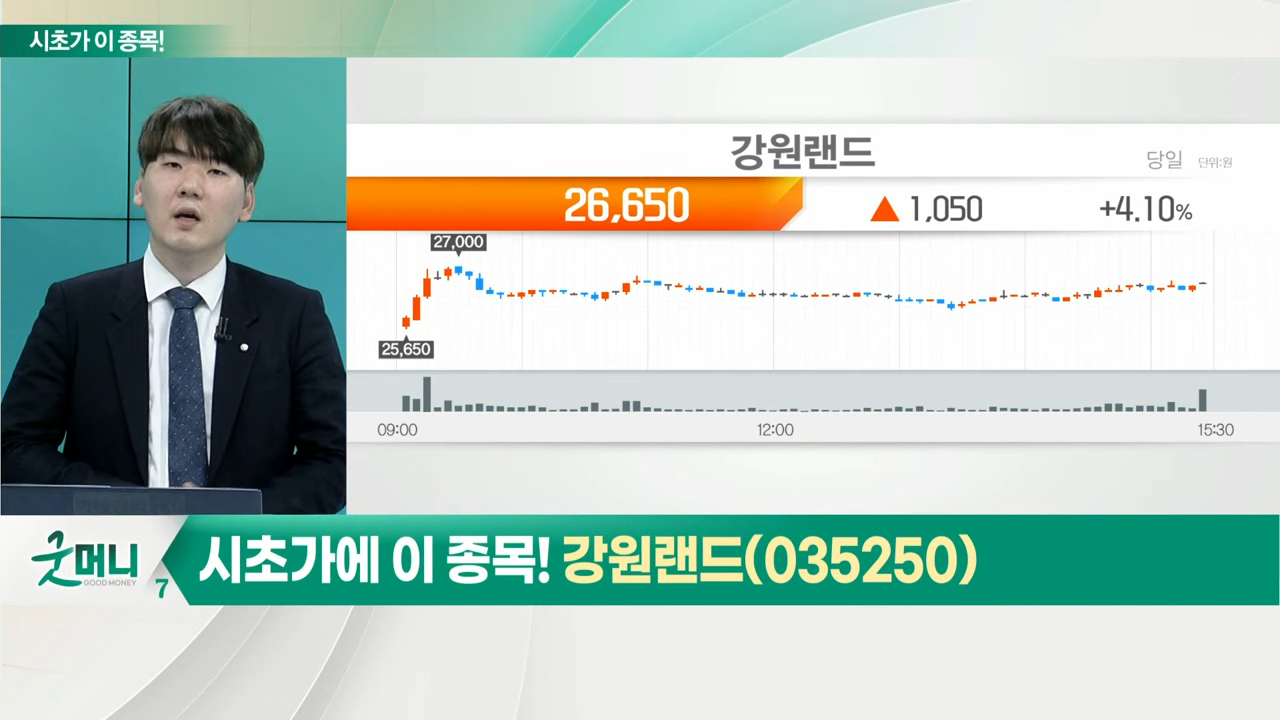 시초가 이 종목!
강원랜드
당일 단위:원
26,650 ▲ 1,050 +4.10%
27,000
25,650
09:00 12:00 15:30
굿머니
GOOD MONEY
7
시초가에 이 종목! 강원랜드(035250)